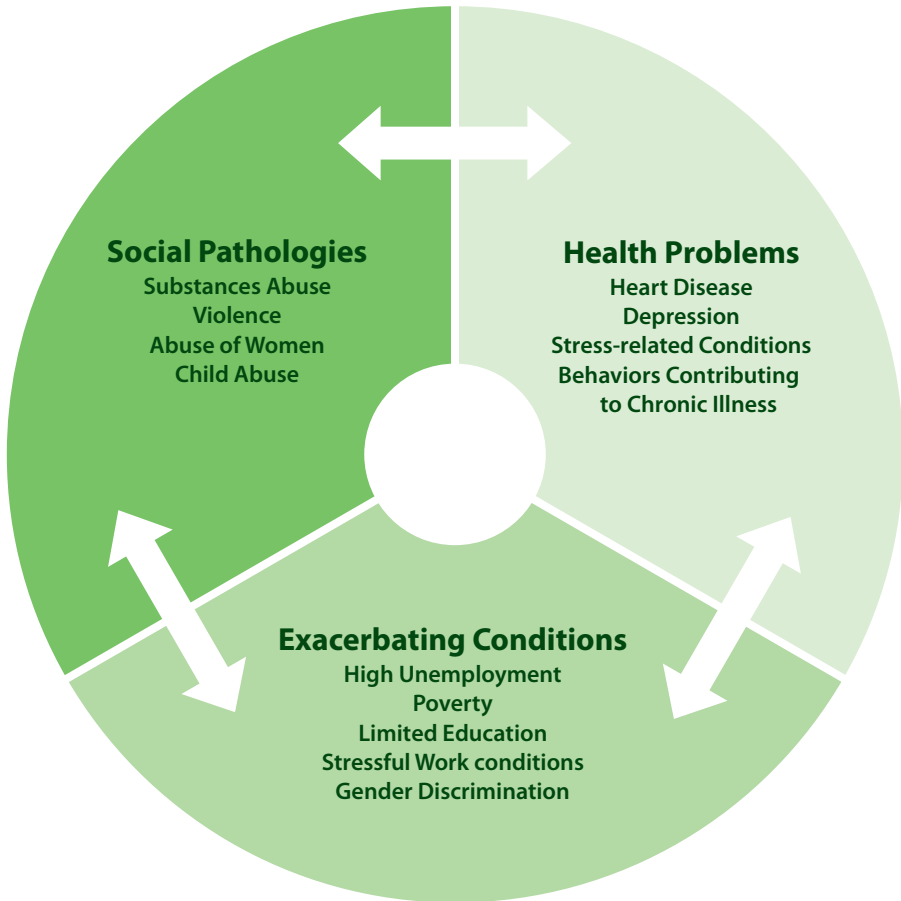 Social Pathologies
Substances Abuse
Violence
Abuse of Women
Child Abuse
Health Problems
Heart Disease
Depression
Stress-related Conditions
Behaviors Contributing
to Chronic Illness
Exacerbating Conditions
High Unemployment
Poverty
Limited Education
Stressful Work conditions
Gender Discrimination